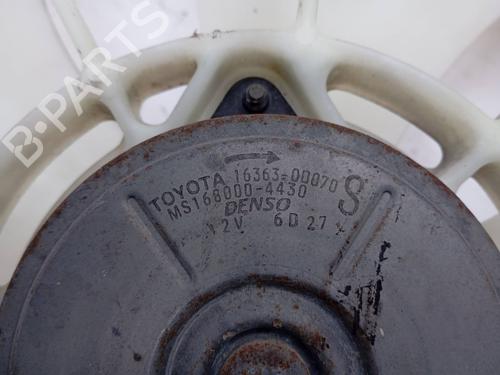 B-PARTS
TOYOTA 16363-0D070
MS168000-4430 S
DENSO
12V 6D27